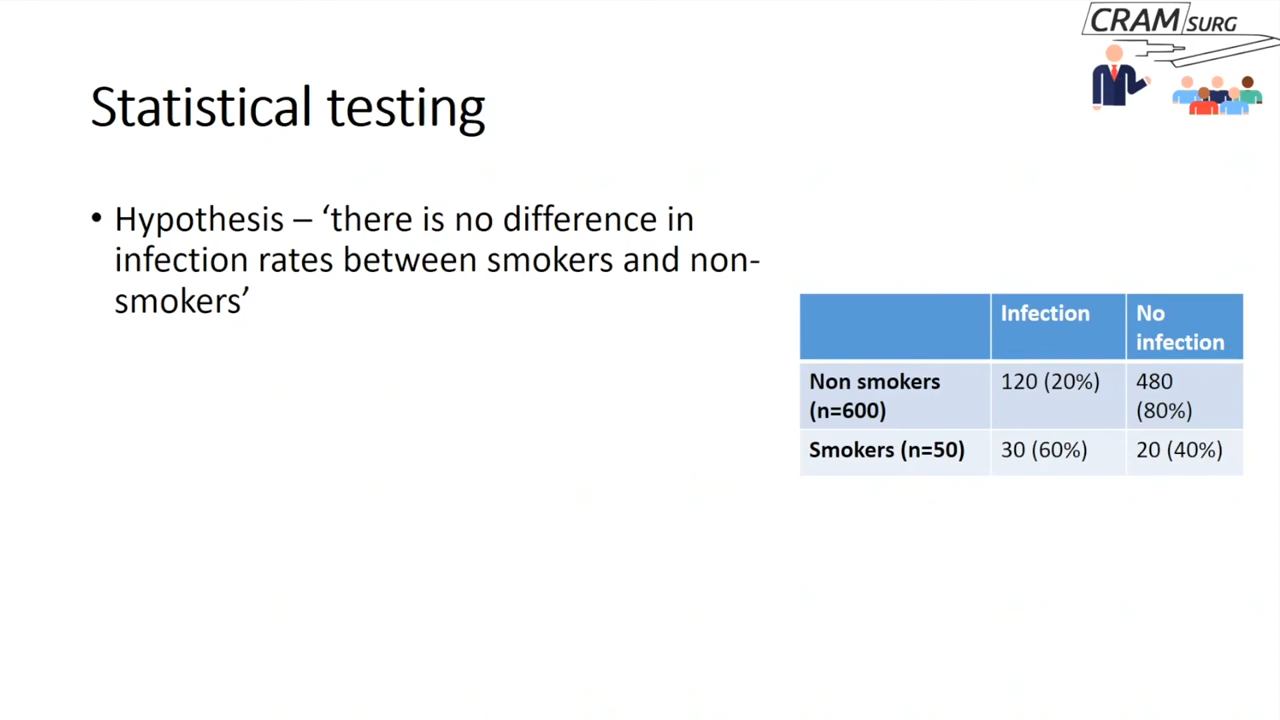 CRAM SURG
Statistical testing
• Hypothesis – ‘there is no difference in
infection rates between smokers and non-
smokers’
Infection No
infection
Non smokers
(n=600) 120 (20%) 480
(80%)
Smokers (n=50) 30 (60%) 20 (40%)